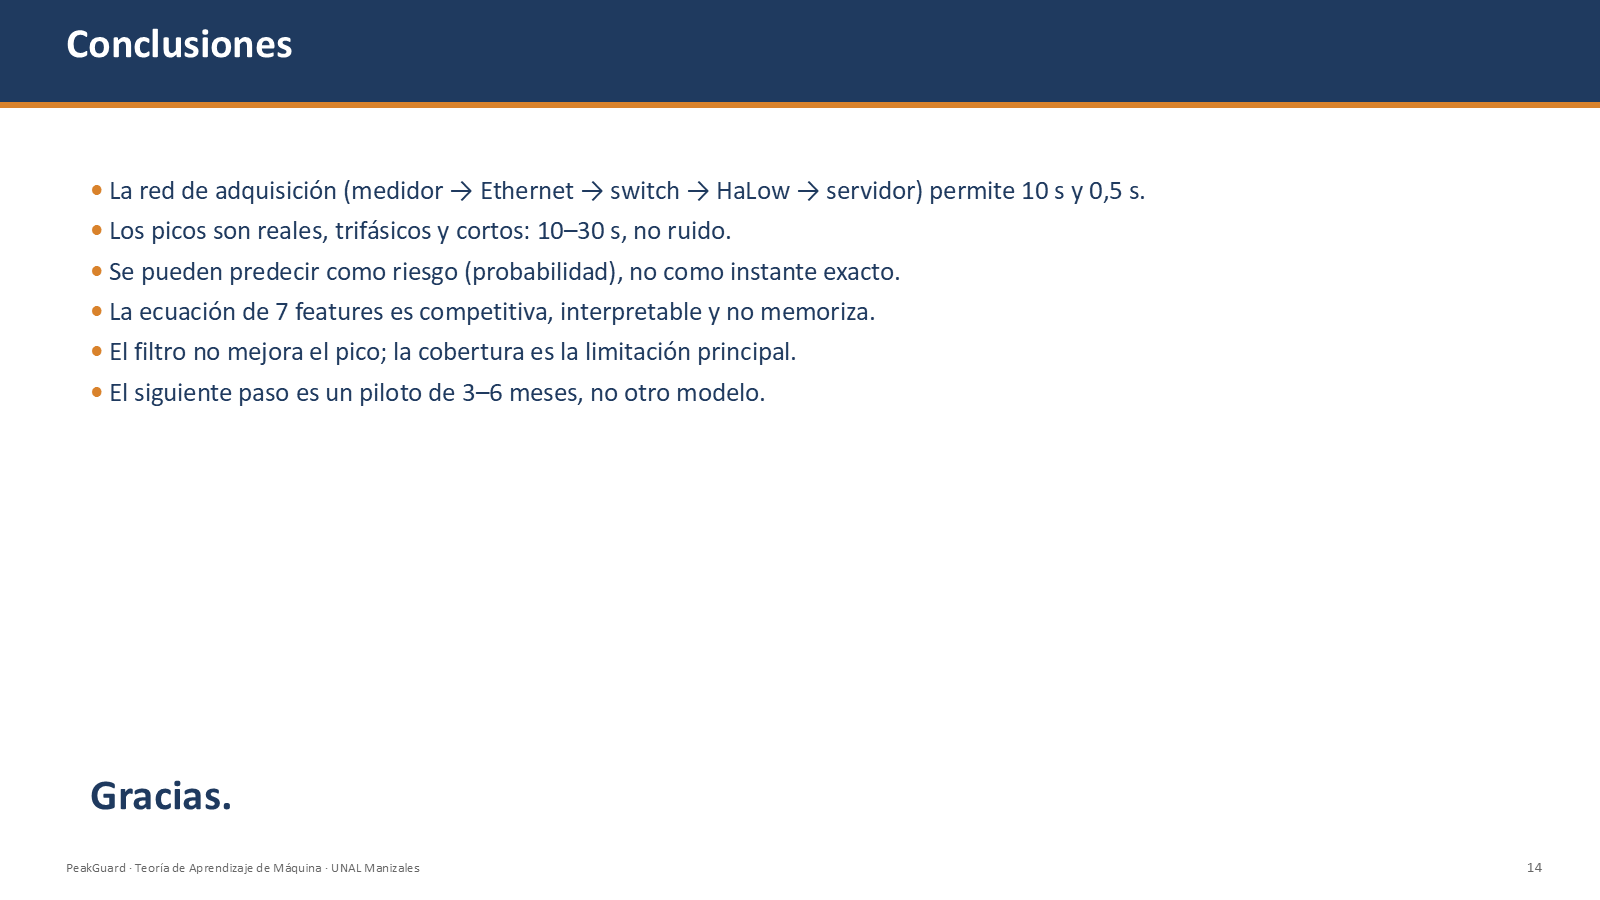 Conclusiones
• La red de adquisición (medidor → Ethernet → switch → HaLow → servidor) permite 10 s y 0,5 s.
• Los picos son reales, trifásicos y cortos: 10–30 s, no ruido.
• Se pueden predecir como riesgo (probabilidad), no como instante exacto.
• La ecuación de 7 features es competitiva, interpretable y no memoriza.
• El filtro no mejora el pico; la cobertura es la limitación principal.
• El siguiente paso es un piloto de 3–6 meses, no otro modelo.
Gracias.
PeakGuard · Teoría de Aprendizaje de Máquina · UNAL Manizales
14